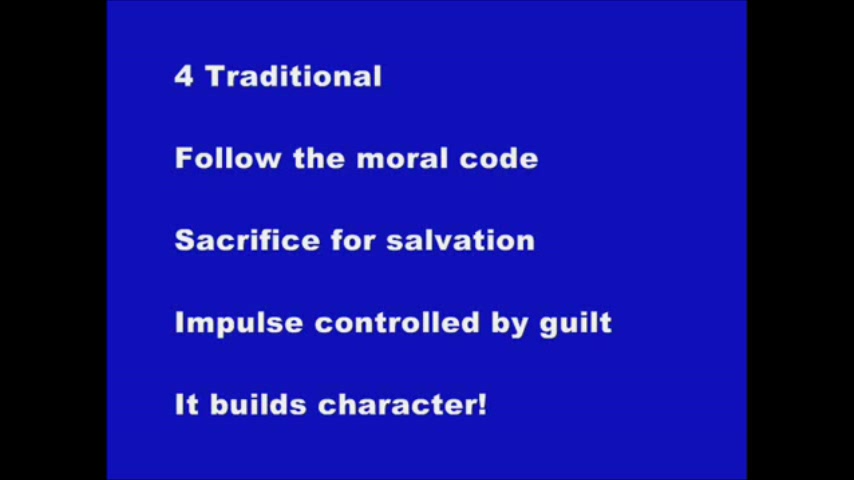 4 Traditional
Follow the moral code
Sacrifice for salvation
Impulse controlled by guilt
It builds character!